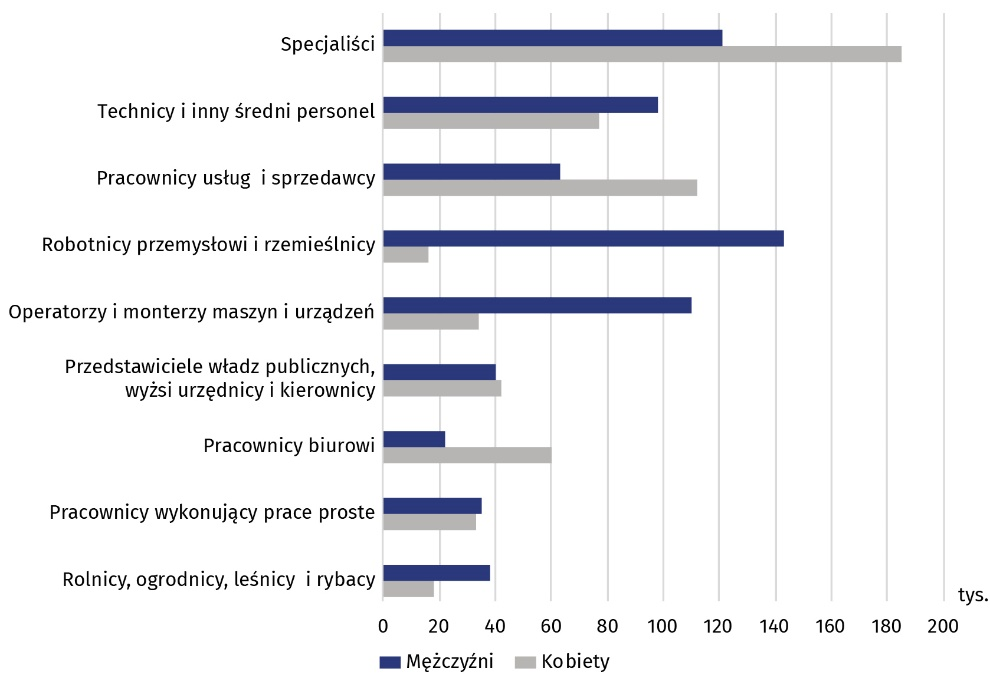 Specjaliści
Technicy i inny średni personel
Pracownicy usług i sprzedawcy
Robotnicy przemysłowi i rzemieślnicy
Operatorzy i monterzy maszyn i urządzeń
Przedstawiciele władz publicznych,
wyżsi urzędnicy i kierownicy
Pracownicy biurowi
Pracownicy wykonujący prace proste
Rolnicy, ogrodnicy, leśnicy i rybacy
tys.
0 20 40 60 80 100 120 140 160 180 200
Mężczyźni Kobiety